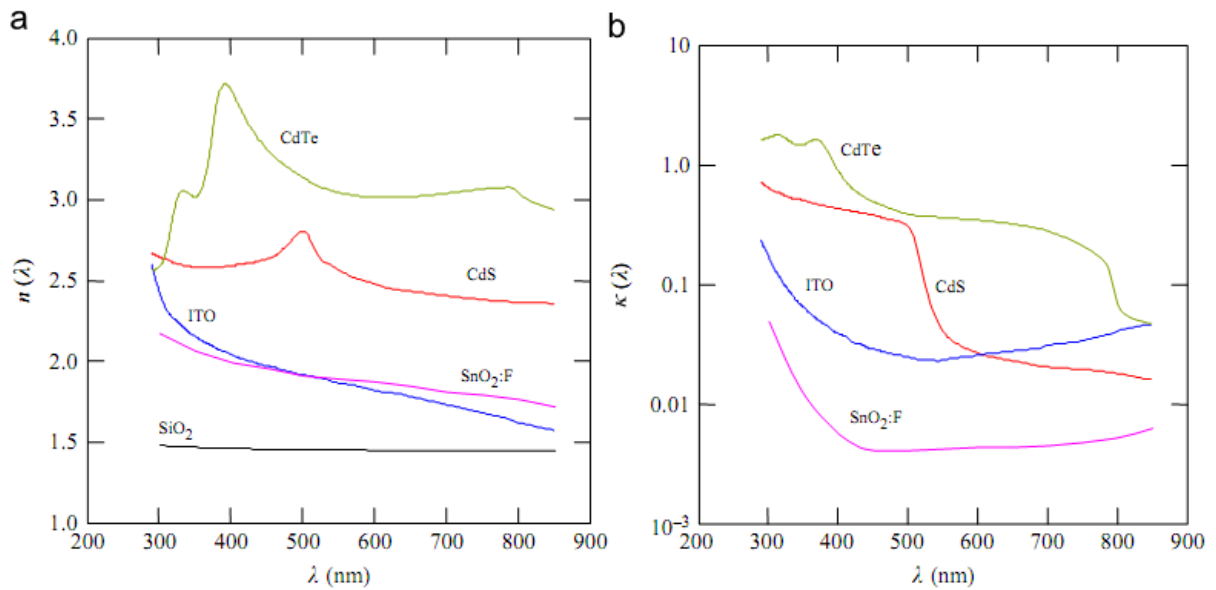 a
4.0
3.5
3.0
2.5
2.0
1.5
1.0
n (λ)
CdTe
CdS
ITO
SnO₂:F
SiO₂
200 300 400 500 600 700 800 900
λ (nm)
b
10
1.0
0.1
0.01
10⁻³
κ (λ)
CdTe
ITO
CdS
SnO₂:F
200 300 400 500 600 700 800 900
λ (nm)